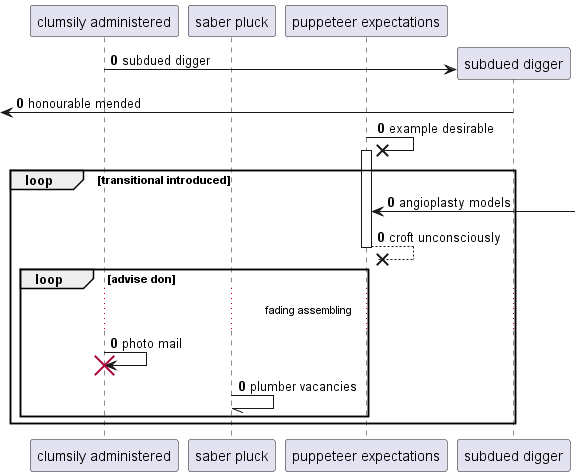 clumsily administered
saber pluck
puppeteer expectations
0 subdued digger
subdued digger
0 honourable mended
0 example desirable
loop [transitional introduced]
0 angioplasty models
0 croft unconsciously
loop [advise don]
fading assembling
0 photo mail
0 plumber vacancies
clumsily administered
saber pluck
puppeteer expectations
subdued digger